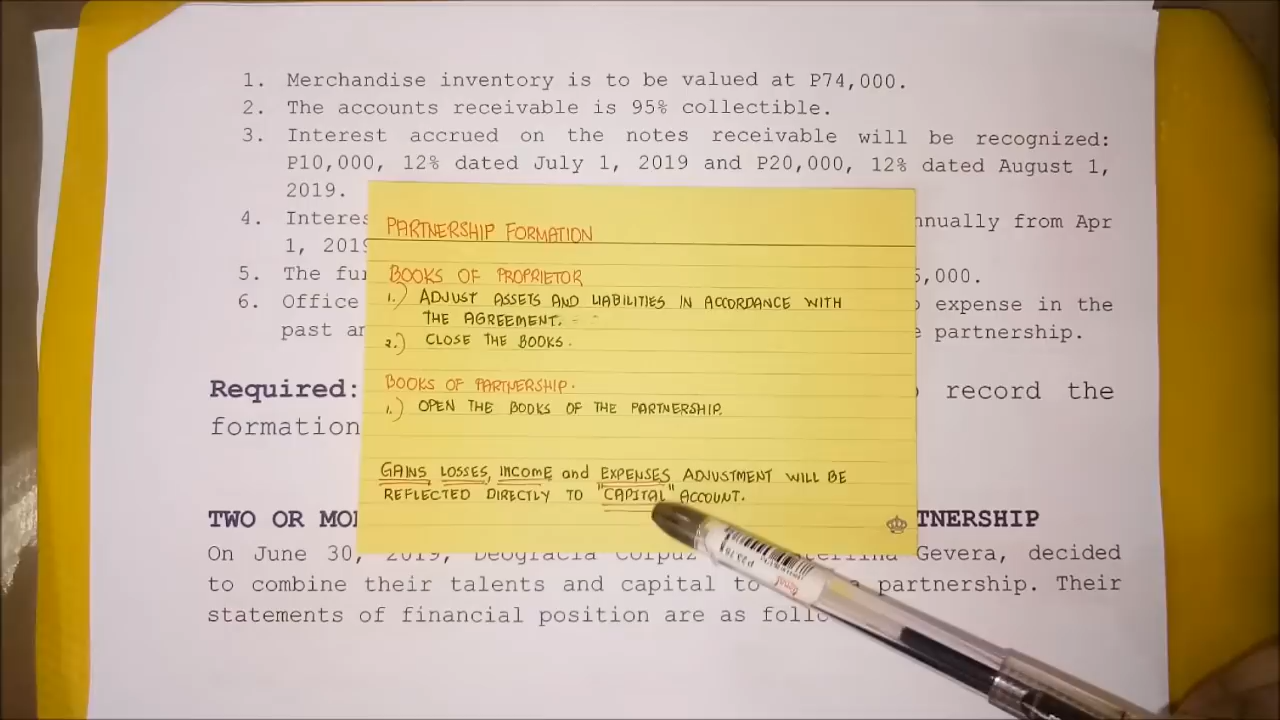 1. Merchandise inventory is to be valued at P74,000.
2. The accounts receivable is 95% collectible.
3. Interest accrued on the notes receivable will be recognized:
P10,000, 12% dated July 1, 2019 and P20,000, 12% dated August 1,
2019.
4. Interes nnually from Apr
1, 2019
5. The fu 5,000.
6. Office expense in the
past an partnership.
Required: record the
formation
PARTNERSHIP FORMATION
BOOKS OF PROPRIETOR
1.) ADJUST ASSETS AND LIABILITIES IN ACCORDANCE WITH
THE AGREEMENT.
2.) CLOSE THE BOOKS.
BOOKS OF PARTNERSHIP.
1.) OPEN THE BOOKS OF THE PARTNERSHIP.
GAINS, LOSSES, INCOME and EXPENSES ADJUSTMENT WILL BE
REFLECTED DIRECTLY TO "CAPITAL" ACCOUNT.
TWO OR MO TNERSHIP
On June 30, 2019, Deogracia Corpuz Gevera, decided
to combine their talents and capital to partnership. Their
statements of financial position are as follo